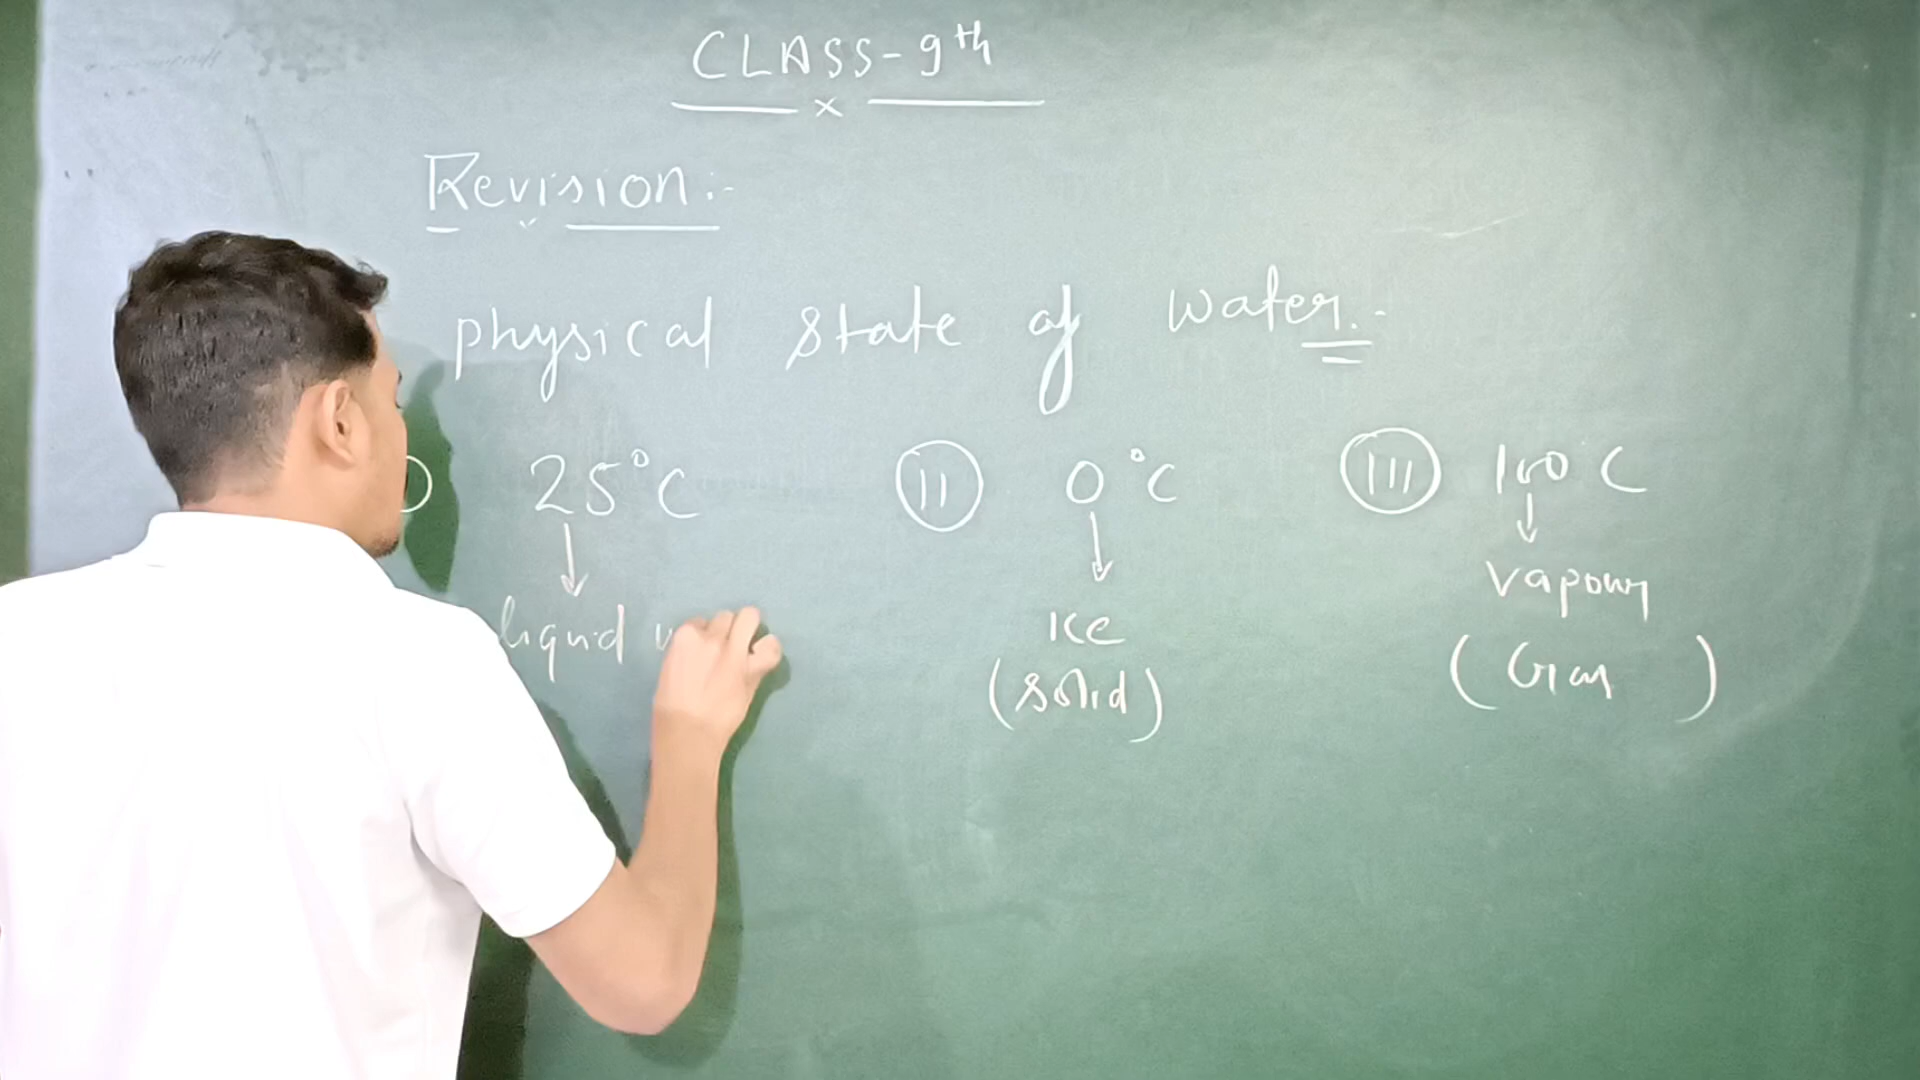 CLASS-9th
x
Revision:-
physical state of water:-
25°C
II 0°C
III 100 C
liquid
Ice
(solid)
vapour
(Gas)